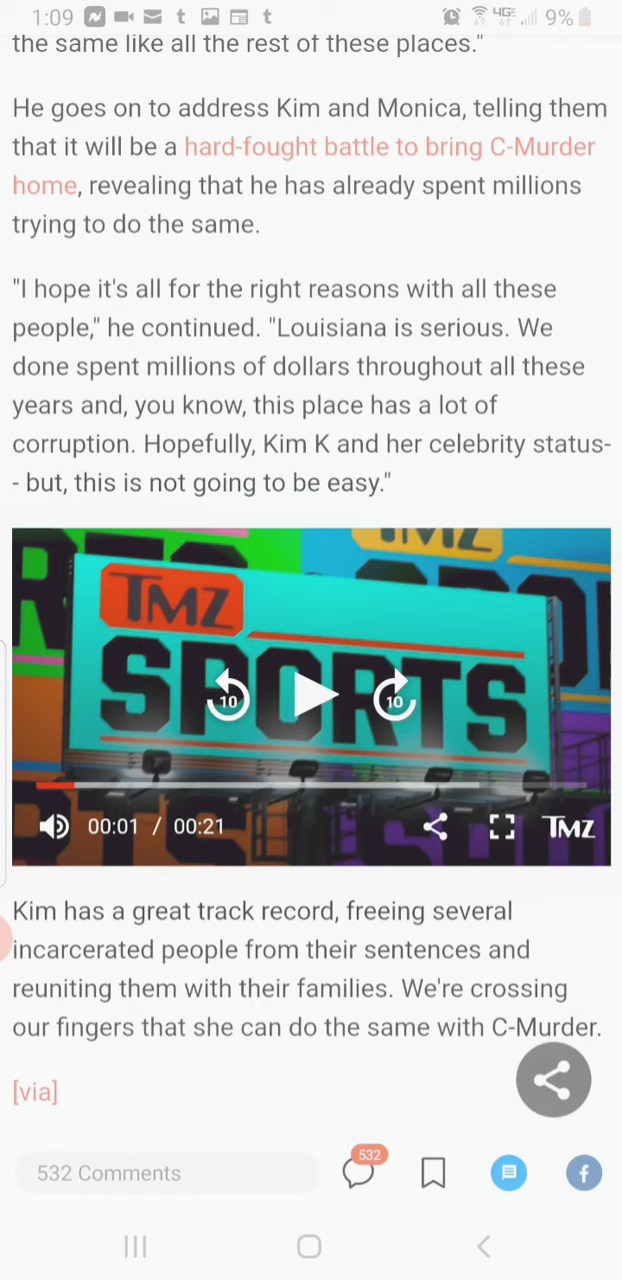 1:09
4GE
9%
the same like all the rest of these places."
He goes on to address Kim and Monica, telling them
that it will be a hard-fought battle to bring C-Murder
home, revealing that he has already spent millions
trying to do the same.
"I hope it's all for the right reasons with all these
people," he continued. "Louisiana is serious. We
done spent millions of dollars throughout all these
years and, you know, this place has a lot of
corruption. Hopefully, Kim K and her celebrity status-
- but, this is not going to be easy."
TMZ
TMZ
SPORTS
10
10
00:01 / 00:21
TMZ
Kim has a great track record, freeing several
incarcerated people from their sentences and
reuniting them with their families. We're crossing
our fingers that she can do the same with C-Murder.
[via]
532 Comments
532